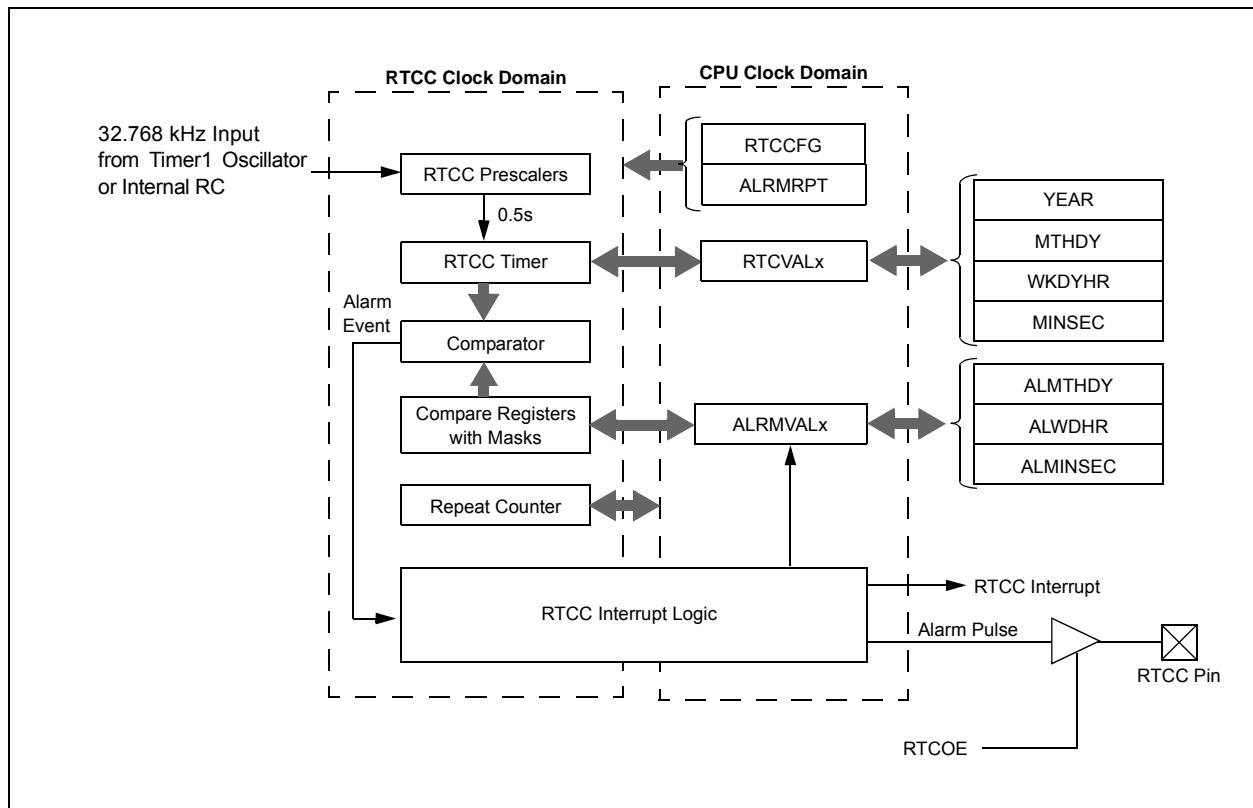 RTCC Clock Domain
CPU Clock Domain
32.768 kHz Input
from Timer1 Oscillator
or Internal RC
RTCC Prescalers
0.5s
RTCC Timer
Alarm
Event
Comparator
Compare Registers
with Masks
Repeat Counter
RTCC Interrupt Logic
RTCCFG
ALRMRPT
RTCVALx
ALRMVALx
YEAR
MTHDY
WKDYHR
MINSEC
ALMTHDY
ALWDHR
ALMINSEC
RTCC Interrupt
Alarm Pulse
RTCC Pin
RTCOE